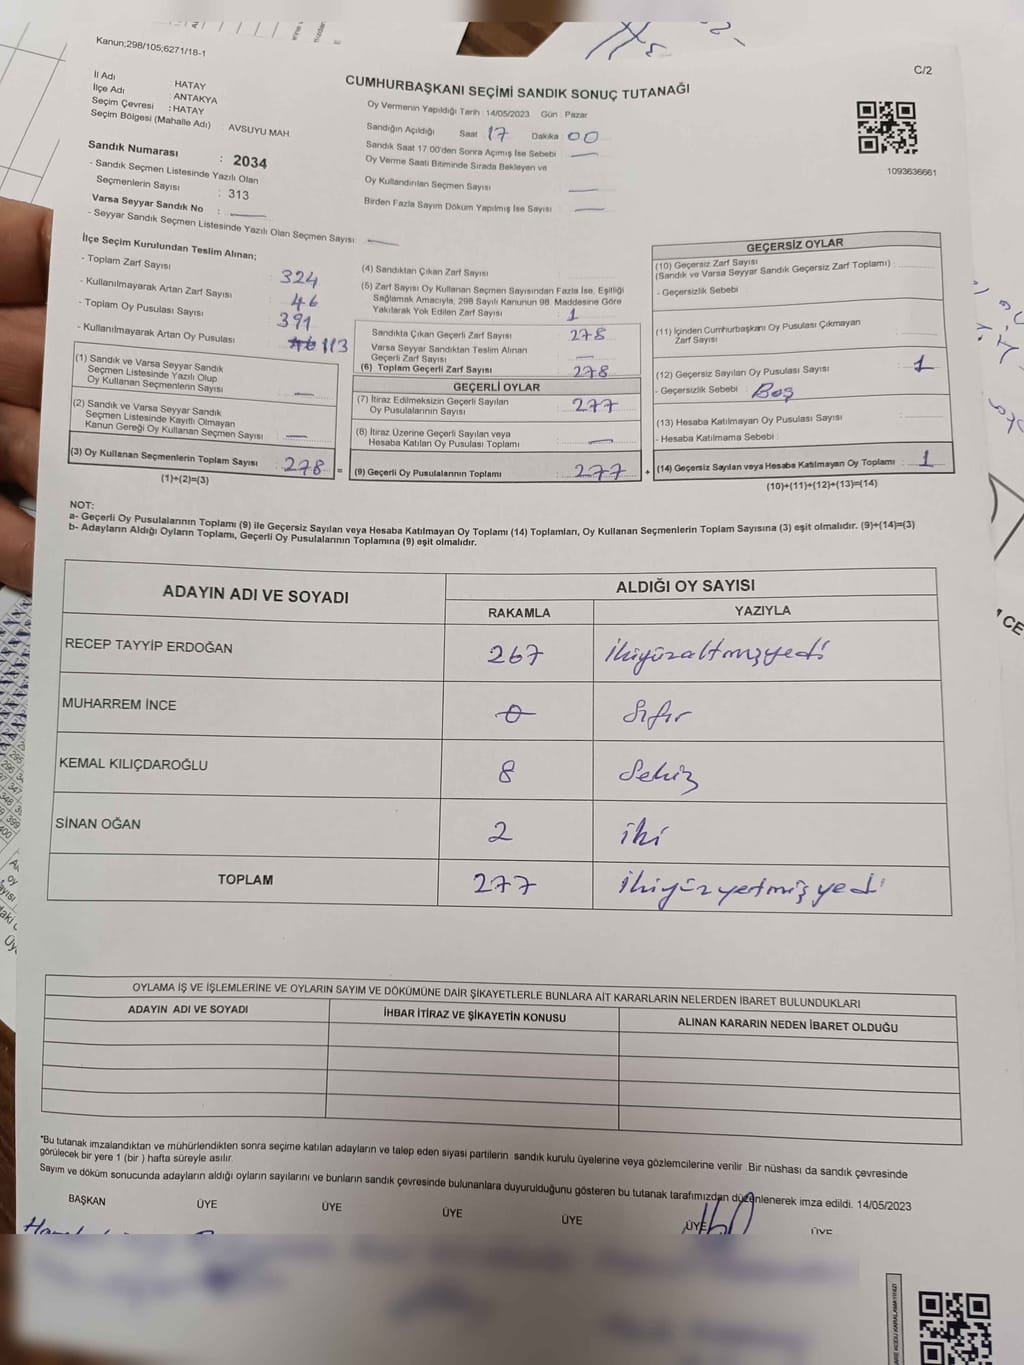 Kanun;298/105;6271/18-1
C/2
CUMHURBAŞKANI SEÇİMİ SANDIK SONUÇ TUTANAĞI
İl Adı : HATAY
İlçe Adı : ANTAKYA
Seçim Çevresi : HATAY
Seçim Bölgesi (Mahalle Adı) : AVSUYU MAH.
Oy Vermenin Yapıldığı Tarih : 14/05/2023 Gün : Pazar
Sandığın Açıldığı Saat 17 Dakika 00
Sandık Saat 17.00'den Sonra Açımış İse Sebebi —
Oy Verme Saati Bitiminde Sırada Bekleyen ve
Oy Kullandırılan Seçmen Sayısı —
Birden Fazla Sayım Döküm Yapılmış İse Sayısı —
1093636661
Sandık Numarası : 2034
- Sandık Seçmen Listesinde Yazılı Olan
Seçmenlerin Sayısı : 313
Varsa Seyyar Sandık No : —
- Seyyar Sandık Seçmen Listesinde Yazılı Olan Seçmen Sayısı : —
İlçe Seçim Kurulundan Teslim Alınan;
- Toplam Zarf Sayısı 324
- Kullanılmayarak Artan Zarf Sayısı 46
- Toplam Oy Pusulası Sayısı 391
- Kullanılmayarak Artan Oy Pusulası 113
(1) Sandık ve Varsa Seyyar Sandık
Seçmen Listesinde Yazılı Olup
Oy Kullanan Seçmenlerin Sayısı —
(2) Sandık ve Varsa Seyyar Sandık
Seçmen Listesinde Kayıtlı Olmayan
Kanun Gereği Oy Kullanan Seçmen Sayısı —
(3) Oy Kullanan Seçmenlerin Toplam Sayısı : 278
(1)+(2)=(3)
(4) Sandıktan Çıkan Zarf Sayısı
(5) Zarf Sayısı Oy Kullanan Seçmen Sayısından Fazla İse, Eşitliği
Sağlamak Amacıyla, 298 Sayılı Kanunun 98. Maddesine Göre
Yakılarak Yok Edilen Zarf Sayısı 1
Sandıkta Çıkan Geçerli Zarf Sayısı 278
Varsa Seyyar Sandıktan Teslim Alınan
Geçerli Zarf Sayısı —
(6) Toplam Geçerli Zarf Sayısı 278
GEÇERLİ OYLAR
(7) İtiraz Edilmeksizin Geçerli Sayılan
Oy Pusulalarının Sayısı 277
(8) İtiraz Üzerine Geçerli Sayılan veya
Hesaba Katılan Oy Pusulası Toplamı —
= (9) Geçerli Oy Pusulalarının Toplamı 277 +
GEÇERSİZ OYLAR
(10) Geçersiz Zarf Sayısı
(Sandık ve Varsa Seyyar Sandık Geçersiz Zarf Toplamı) :
- Geçersizlik Sebebi :
(11) İçinden Cumhurbaşkanı Oy Pusulası Çıkmayan
Zarf Sayısı :
(12) Geçersiz Sayılan Oy Pusulası Sayısı : 1
- Geçersizlik Sebebi : Boş
(13) Hesaba Katılmayan Oy Pusulası Sayısı :
- Hesaba Katılmama Sebebi :
(14) Geçersiz Sayılan veya Hesaba Katılmayan Oy Toplamı : 1
(10)+(11)+(12)+(13)=(14)
NOT:
a- Geçerli Oy Pusulalarının Toplamı (9) ile Geçersiz Sayılan veya Hesaba Katılmayan Oy Toplamı (14) Toplamları, Oy Kullanan Seçmenlerin Toplam Sayısına (3) eşit olmalıdır. (9)+(14)=(3)
b- Adayların Aldığı Oyların Toplamı, Geçerli Oy Pusulalarının Toplamına (9) eşit olmalıdır.
ADAYIN ADI VE SOYADI
ALDIĞI OY SAYISI
RAKAMLA YAZIYLA
RECEP TAYYİP ERDOĞAN 267 İkiyüzaltmışyedi
MUHARREM İNCE 0 Sıfır
KEMAL KILIÇDAROĞLU 8 Sekiz
SİNAN OĞAN 2 iki
TOPLAM 277 ikiyüzyetmişyedi
OYLAMA İŞ VE İŞLEMLERİNE VE OYLARIN SAYIM VE DÖKÜMÜNE DAİR ŞİKAYETLERLE BUNLARA AİT KARARLARIN NELERDEN İBARET BULUNDUKLARI
ADAYIN ADI VE SOYADI İHBAR İTİRAZ VE ŞİKAYETİN KONUSU ALINAN KARARIN NEDEN İBARET OLDUĞU
"Bu tutanak imzalandıktan ve mühürlendikten sonra seçime katılan adayların ve talep eden siyasi partilerin sandık kurulu üyelerine veya gözlemcilerine verilir. Bir nüshası da sandık çevresinde
görülecek bir yere 1 (bir ) hafta süreyle asılır.
Sayım ve döküm sonucunda adayların aldığı oyların sayılarını ve bunların sandık çevresinde bulunanlara duyurulduğunu gösteren bu tutanak tarafımızdan düzenlenerek imza edildi. 14/05/2023
BAŞKAN ÜYE ÜYE ÜYE ÜYE ÜYE ÜYE